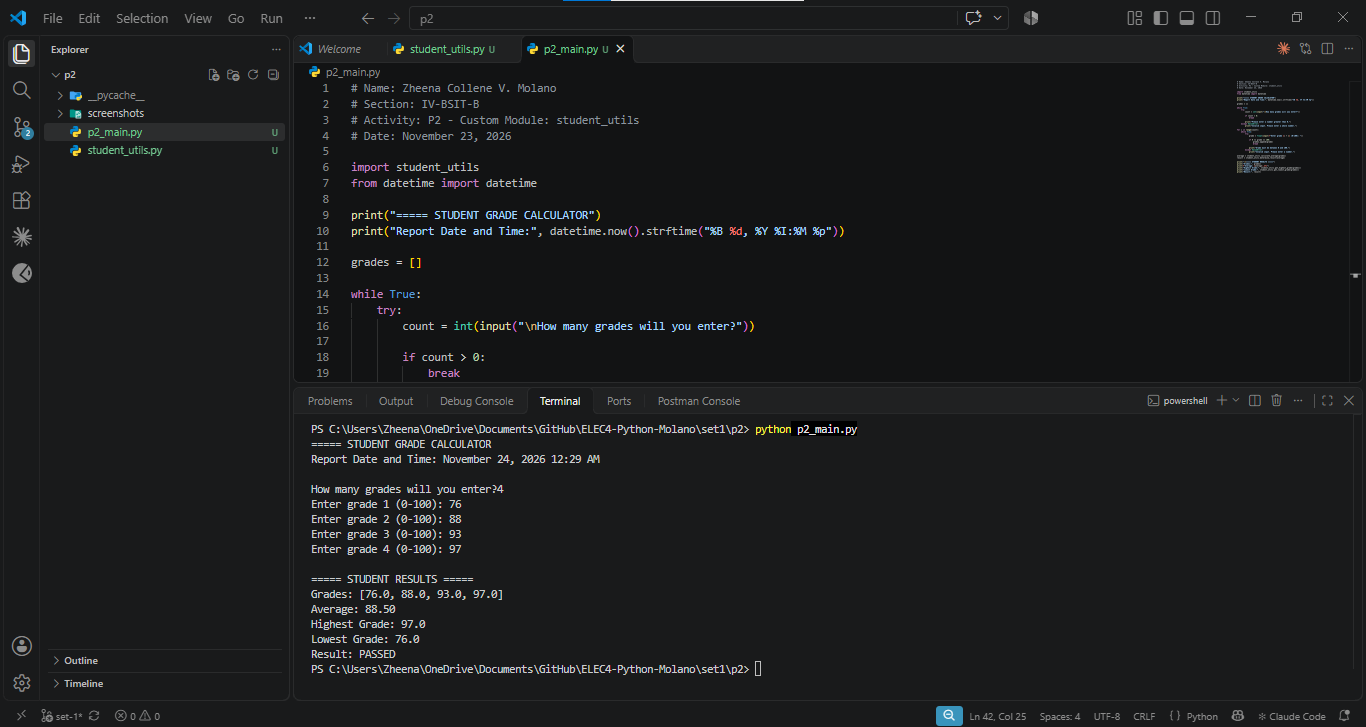 File Edit Selection View Go Run ... p2
Explorer ...
p2
__pycache__
screenshots
p2_main.py U
student_utils.py U
Outline
Timeline
Welcome student_utils.py U p2_main.py U
p2_main.py
1 # Name: Zheena Collene V. Molano
2 # Section: IV-BSIT-B
3 # Activity: P2 - Custom Module: student_utils
4 # Date: November 23, 2026
5
6 import student_utils
7 from datetime import datetime
8
9 print("===== STUDENT GRADE CALCULATOR")
10 print("Report Date and Time:", datetime.now().strftime("%B %d, %Y %I:%M %p"))
11
12 grades = []
13
14 while True:
15 try:
16 count = int(input("\nHow many grades will you enter?"))
17
18 if count > 0:
19 break
Problems Output Debug Console Terminal Ports Postman Console powershell
PS C:\Users\Zheena\OneDrive\Documents\GitHub\ELEC4-Python-Molano\set1\p2> python p2_main.py
===== STUDENT GRADE CALCULATOR
Report Date and Time: November 24, 2026 12:29 AM
How many grades will you enter?4
Enter grade 1 (0-100): 76
Enter grade 2 (0-100): 88
Enter grade 3 (0-100): 93
Enter grade 4 (0-100): 97
===== STUDENT RESULTS =====
Grades: [76.0, 88.0, 93.0, 97.0]
Average: 88.50
Highest Grade: 97.0
Lowest Grade: 76.0
Result: PASSED
PS C:\Users\Zheena\OneDrive\Documents\GitHub\ELEC4-Python-Molano\set1\p2>
set-1* 0 0 Ln 42, Col 25 Spaces: 4 UTF-8 CRLF { } Python Claude Code